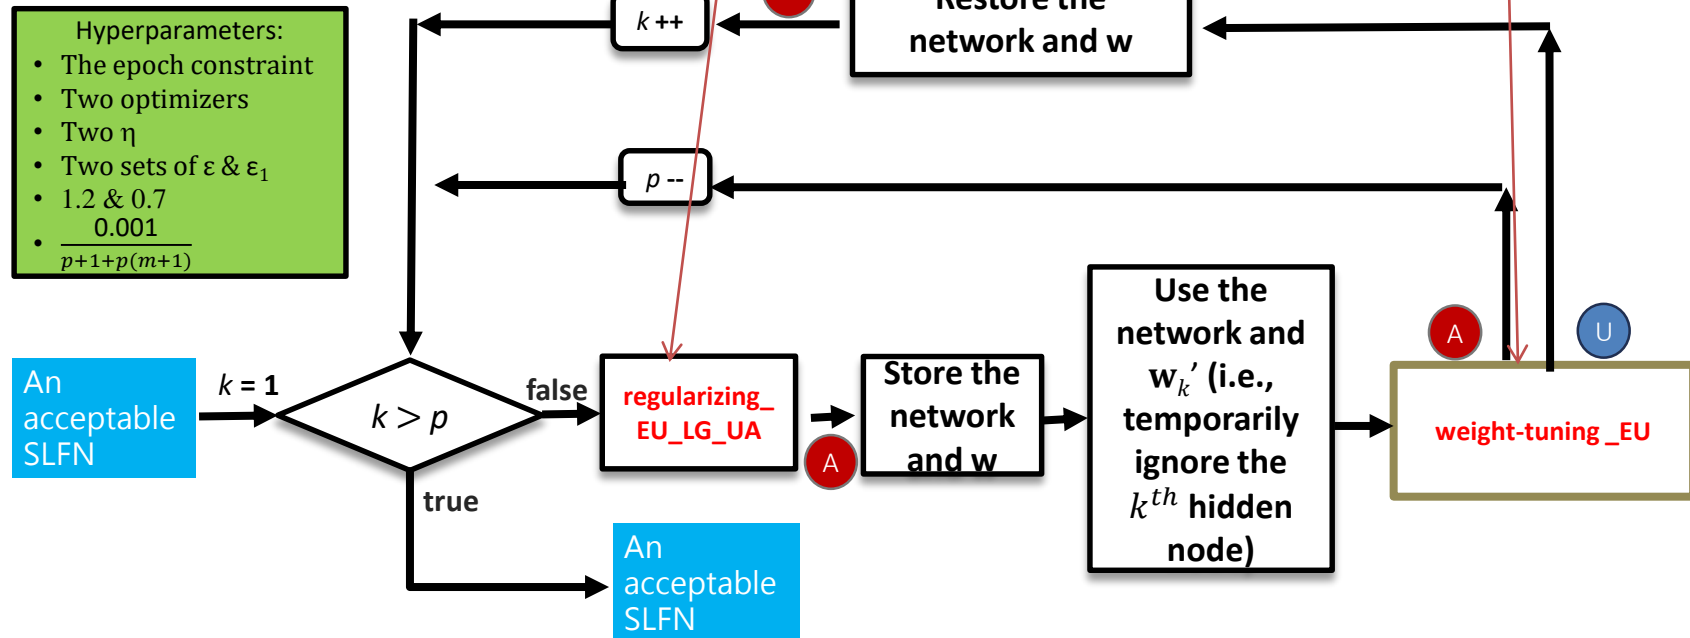 Hyperparameters:
• The epoch constraint
• Two optimizers
• Two η
• Two sets of ε & ε₁
• 1.2 & 0.7
• 0.001
p+1+p(m+1)
k ++
Restore the
network and w
p --
An
acceptable
SLFN
k = 1
k > p
false
true
regularizing_
EU_LG_UA
A
Store the
network
and w
Use the
network and
wₖ’ (i.e.,
temporarily
ignore the
kᵗʰ hidden
node)
A
U
weight-tuning _EU
An
acceptable
SLFN